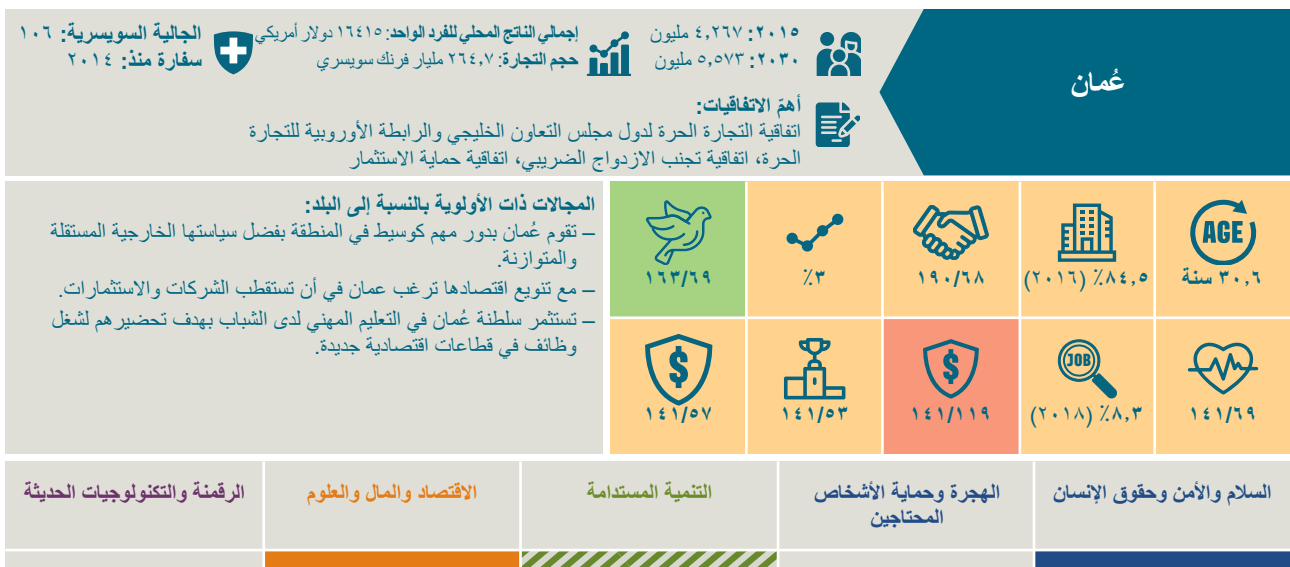 عُمان
٢٠١٥: ٤,٢٦٧ مليون
٢٠٣٠: ٥,٥٧٣ مليون
إجمالي الناتج المحلي للفرد الواحد: ١٦٤١٥ دولار أمريكي
حجم التجارة: ٢٦٤,٧ مليار فرنك سويسري
الجالية السويسرية: ١٠٦
سفارة منذ: ٢٠١٤
أهمّ الاتفاقيات:
اتفاقية التجارة الحرة لدول مجلس التعاون الخليجي والرابطة الأوروبية للتجارة
الحرة، اتفاقية تجنب الازدواج الضريبي، اتفاقية حماية الاستثمار
AGE
٣٠,٦ سنة
٨٤,٥٪ (٢٠١٦)
١٩٠/٦٨
٣٪
١٦٣/٦٩
١٤١/٦٩
JOB
٨,٣٪ (٢٠١٨)
$
١٤١/١١٩
١٤١/٥٣
$
١٤١/٥٧
المجالات ذات الأولوية بالنسبة إلى البلد:
– تقوم عُمان بدور مهم كوسيط في المنطقة بفضل سياستها الخارجية المستقلة
والمتوازنة.
– مع تنويع اقتصادها ترغب عمان في أن تستقطب الشركات والاستثمارات.
– تستثمر سلطنة عُمان في التعليم المهني لدى الشباب بهدف تحضيرهم لشغل
وظائف في قطاعات اقتصادية جديدة.
السلام والأمن وحقوق الإنسان
الهجرة وحماية الأشخاص
المحتاجين
التنمية المستدامة
الاقتصاد والمال والعلوم
الرقمنة والتكنولوجيات الحديثة